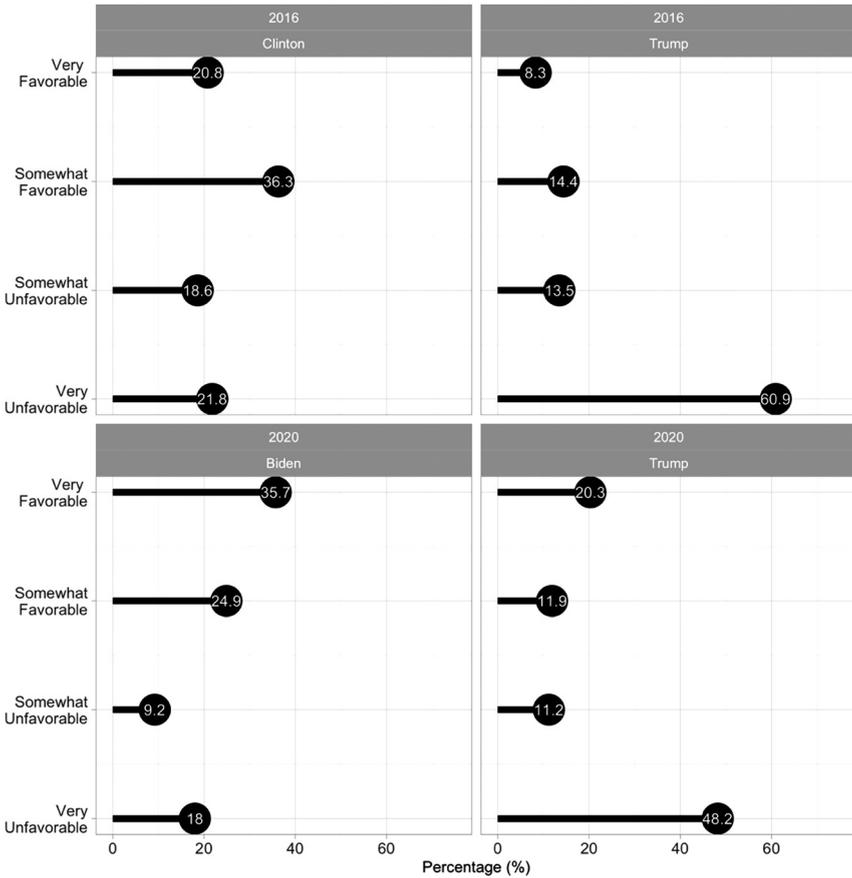 2016
Clinton
2016
Trump
Very
Favorable
20.8
8.3
Somewhat
Favorable
36.3
14.4
Somewhat
Unfavorable
18.6
13.5
Very
Unfavorable
21.8
60.9
2020
Biden
2020
Trump
Very
Favorable
35.7
20.3
Somewhat
Favorable
24.9
11.9
Somewhat
Unfavorable
9.2
11.2
Very
Unfavorable
18
48.2
0 20 40 60 0 20 40 60
Percentage (%)